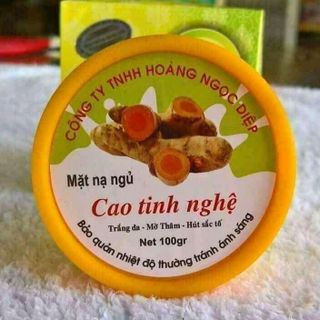 CÔNG TY TNHH HOÀNG NGỌC DIỆP
Mặt nạ ngủ
Cao tinh nghệ
Trắng da - Mờ Thâm - Hút sắc tố
Net 100gr
Bảo quản nhiệt độ thường tránh ánh sáng